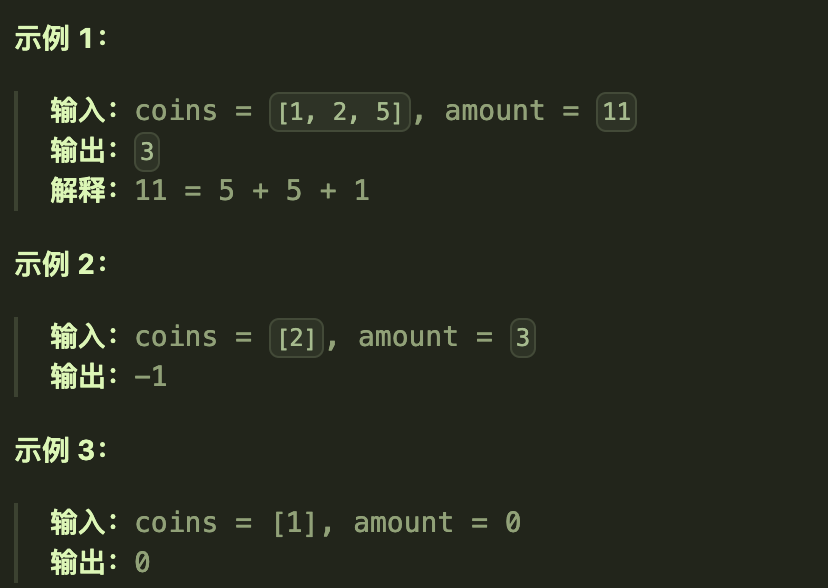 示例 1:
输入: coins = [1, 2, 5], amount = 11
输出: 3
解释: 11 = 5 + 5 + 1
示例 2:
输入: coins = [2], amount = 3
输出: -1
示例 3:
输入: coins = [1], amount = 0
输出: 0